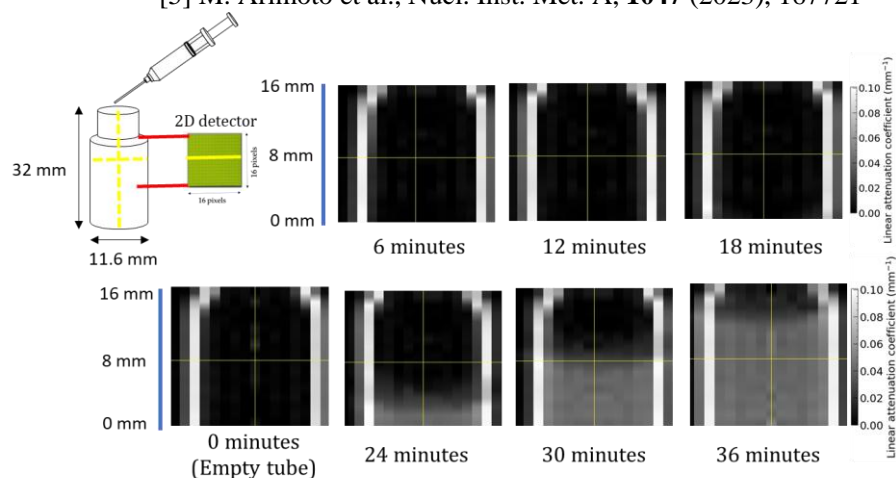 [5] M. Arimoto et al., Nucl. Inst. Met. A, 1047 (2023), 167721
32 mm
11.6 mm
2D detector
16 pixels
16 pixels
16 mm
8 mm
0 mm
6 minutes
12 minutes
18 minutes
0.10
0.08
0.06
0.04
0.02
0.00
Linear attenuation coefficient (mm⁻¹)
16 mm
8 mm
0 mm
0 minutes
(Empty tube)
24 minutes
30 minutes
36 minutes
0.10
0.08
0.06
0.04
0.02
0.00
Linear attenuation coefficient (mm⁻¹)